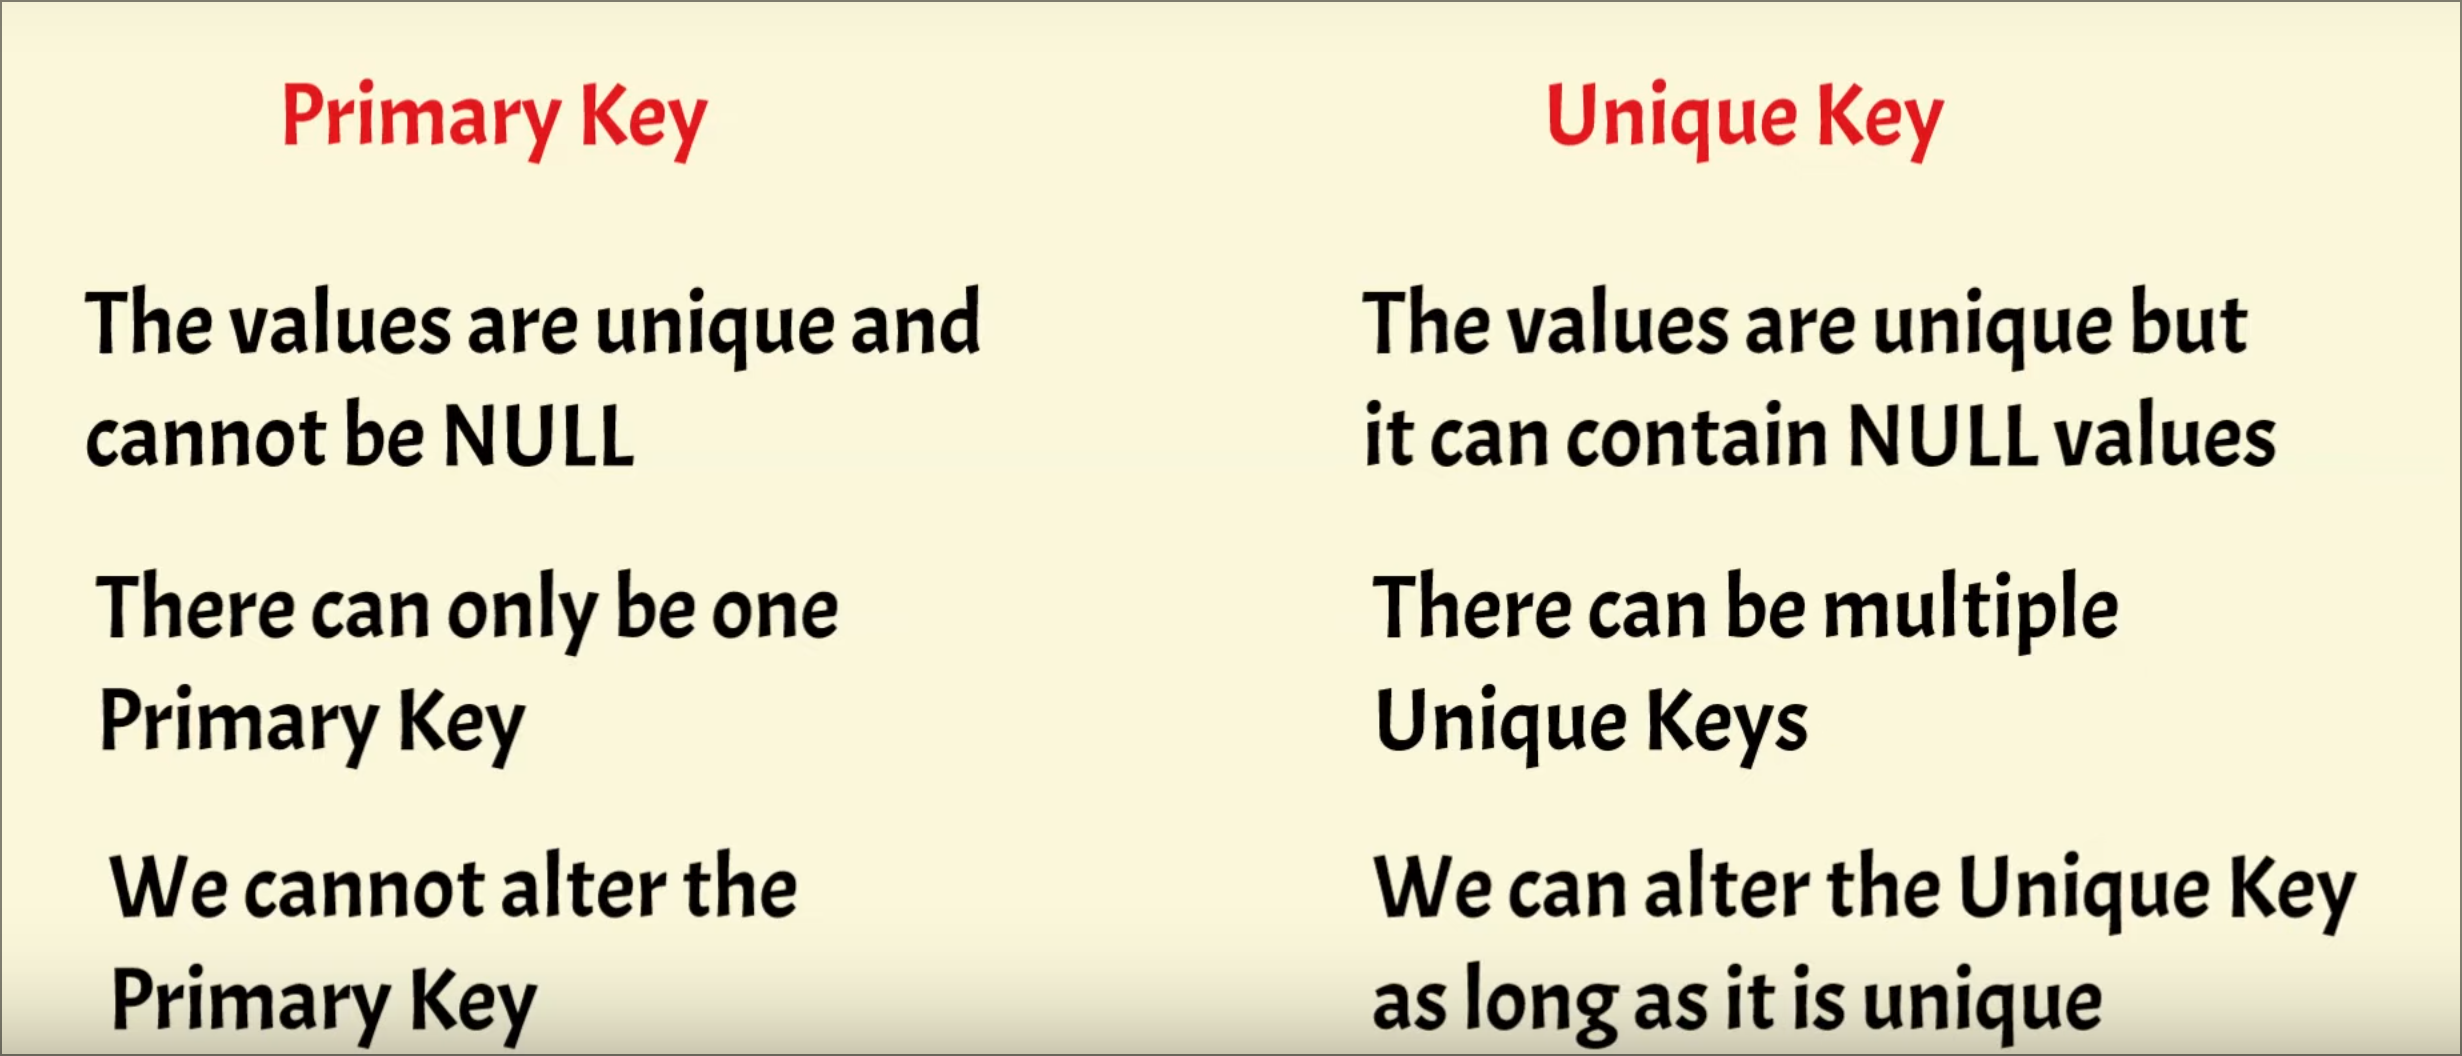 Primary Key
The values are unique and
cannot be NULL
There can only be one
Primary Key
We cannot alter the
Primary Key
Unique Key
The values are unique but
it can contain NULL values
There can be multiple
Unique Keys
We can alter the Unique Key
as long as it is unique